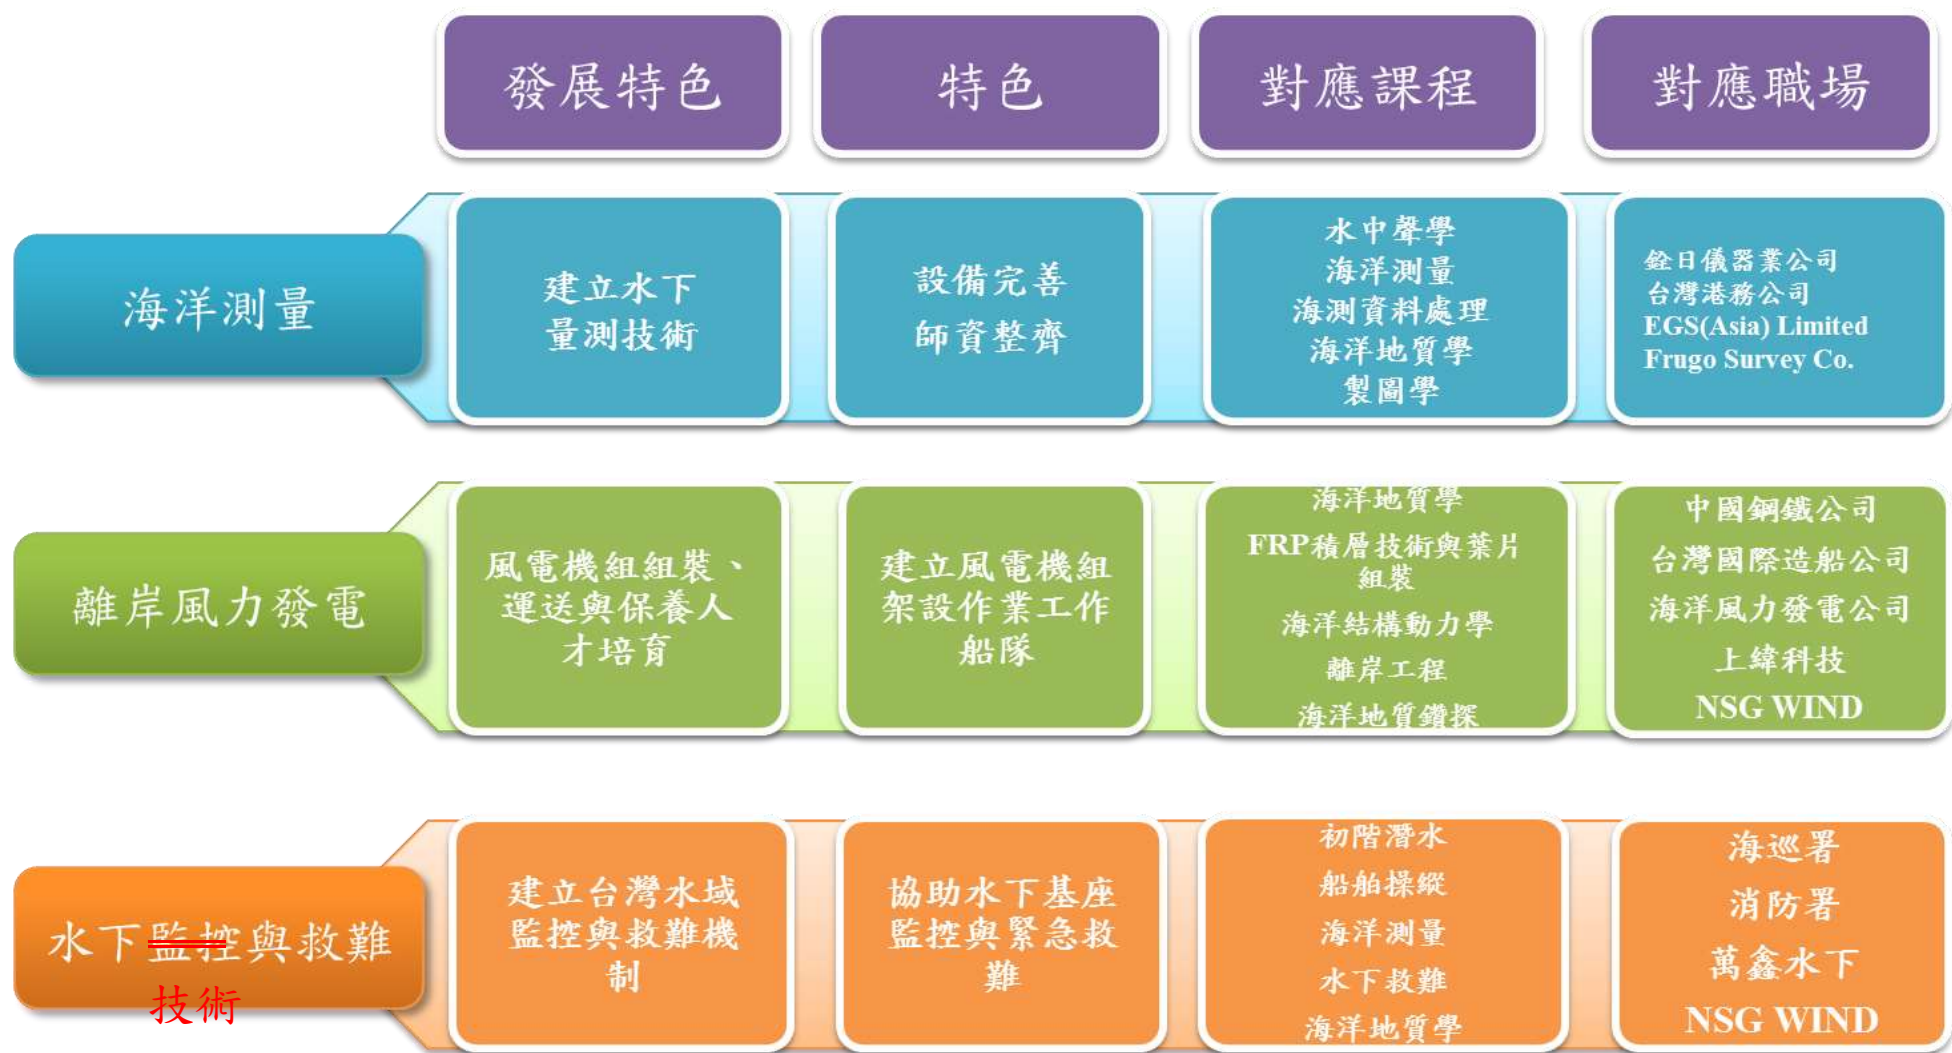 發展特色
特色
對應課程
對應職場
海洋測量
建立水下
量測技術
設備完善
師資整齊
水中聲學
海洋測量
海測資料處理
海洋地質學
製圖學
銓日儀器業公司
台灣港務公司
EGS(Asia) Limited
Frugo Survey Co.
離岸風力發電
風電機組組裝、
運送與保養人
才培育
建立風電機組
架設作業工作
船隊
海洋地質學
FRP積層技術與葉片
組裝
海洋結構動力學
離岸工程
海洋地質鑽探
中國鋼鐵公司
台灣國際造船公司
海洋風力發電公司
上緯科技
NSG WIND
水下監控與救難
技術
建立台灣水域
監控與救難機
制
協助水下基座
監控與緊急救
難
初階潛水
船舶操縱
海洋測量
水下救難
海洋地質學
海巡署
消防署
萬鑫水下
NSG WIND